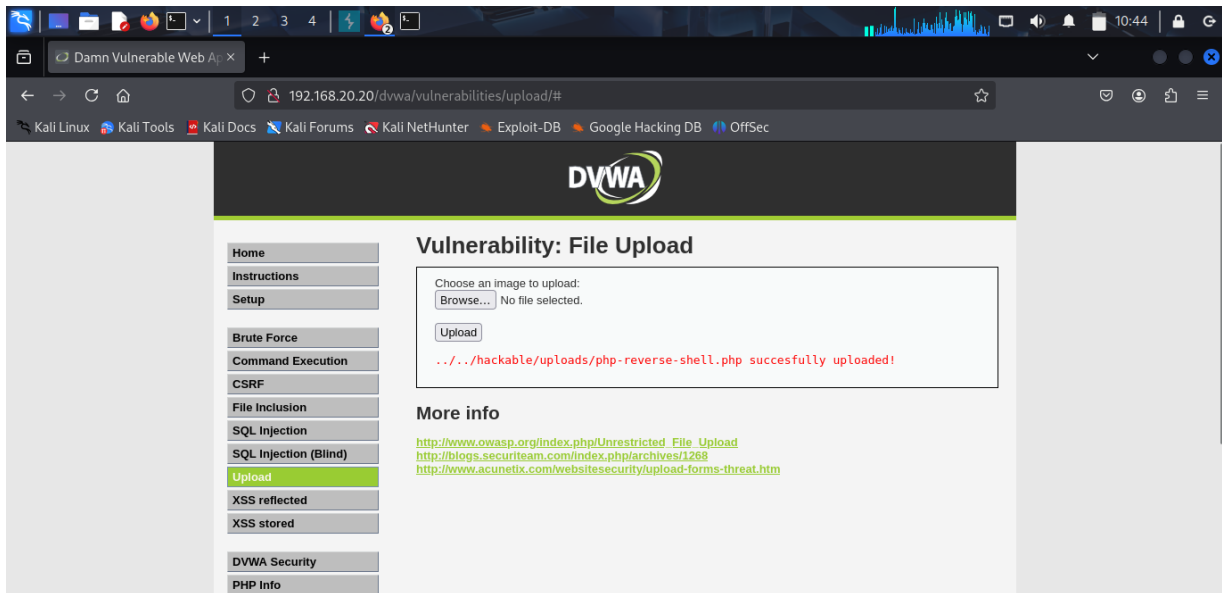 1 2 3 4
2
10:44
Damn Vulnerable Web Ap
192.168.20.20/dvwa/vulnerabilities/upload/#
Kali Linux Kali Tools Kali Docs Kali Forums Kali NetHunter Exploit-DB Google Hacking DB OffSec
DVWA
Home
Instructions
Setup
Brute Force
Command Execution
CSRF
File Inclusion
SQL Injection
SQL Injection (Blind)
Upload
XSS reflected
XSS stored
DVWA Security
PHP Info
Vulnerability: File Upload
Choose an image to upload:
Browse... No file selected.
Upload
../../hackable/uploads/php-reverse-shell.php succesfully uploaded!
More info
http://www.owasp.org/index.php/Unrestricted_File_Upload
http://blogs.securiteam.com/index.php/archives/1268
http://www.acunetix.com/websitesecurity/upload-forms-threat.htm